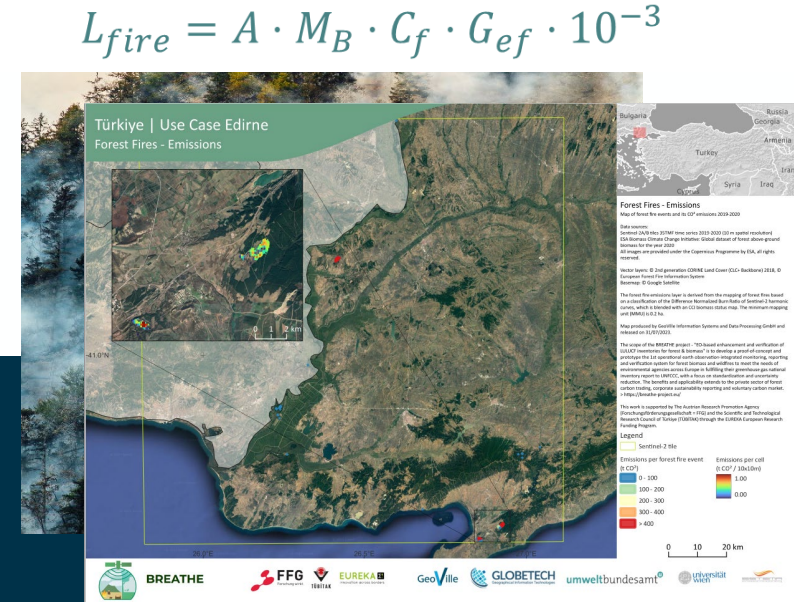 L_fire = A · M_B · C_f · G_ef · 10⁻³
Türkiye | Use Case Edirne
Forest Fires - Emissions
0 1 2 km
41.0°N
26.0°E
26.5°E
Bulgaria
Russia
Georgia
Armenia
Turkey
Iran
Syria
Iraq
Cyprus
Forest Fires - Emissions
Map of forest fire events and its CO² emissions 2019-2020
Data sources:
Sentinel-2A/B tiles 35TMF time series 2019-2020 (10 m spatial resolution)
ESA Biomass Climate Change Initiative: Global dataset of forest above-ground
biomass for the year 2020
All images are provided under the Copernicus Programme by ESA, all rights
reserved.
Vector layers: © 2nd generation CORINE Land Cover (CLC+ Backbone) 2018, ©
European Forest Fire Information System
Basemap: © Google Satellite
The forest fire emissions layer is derived from the mapping of forest fires based
on a classification of the Difference Normalized Burn Ratio of Sentinel-2 harmonic
curves, which is blended with an CCI biomass status map. The minimum mapping
unit (MMU) is 0.2 ha.
Map produced by GeoVille Information Systems and Data Processing GmbH and
released on 31/07/2023.
The scope of the BREATHE project - "EO-based enhancement and verification of
LULUCF inventories for forest & biomass" is to develop a proof-of-concept and
prototype the 1st operational earth observation-integrated monitoring, reporting
and verification system for forest biomass and wildfires to meet the needs of
environmental agencies across Europe in fulfilling their greenhouse gas national
inventory report to UNFCCC, with a focus on standardization and uncertainty
reduction. The benefits and applicability extends to the private sector of forest
carbon trading, corporate sustainability reporting and voluntary carbon market.
> https://breathe-project.eu/
This work is supported by The Austrian Research Promotion Agency
(Forschungsförderungsgesellschaft = FFG) and the Scientific and Technological
Research Council of Türkiye (TÜBİTAK) through the EUREKA European Research
Funding Program.
Legend
Sentinel-2 tile
Emissions per forest fire event
(t CO²)
0 - 100
100 - 200
200 - 300
300 - 400
> 400
Emissions per cell
(t CO² / 10x10m)
1.00
0.00
0 10 20 km
BREATHE
FFG
Forschung wirkt.
TÜBİTAK
EUREKA
innovation across borders
GeoVille
GLOBETECH
Geographical Information Technologies
umweltbundesamt
universität
wien